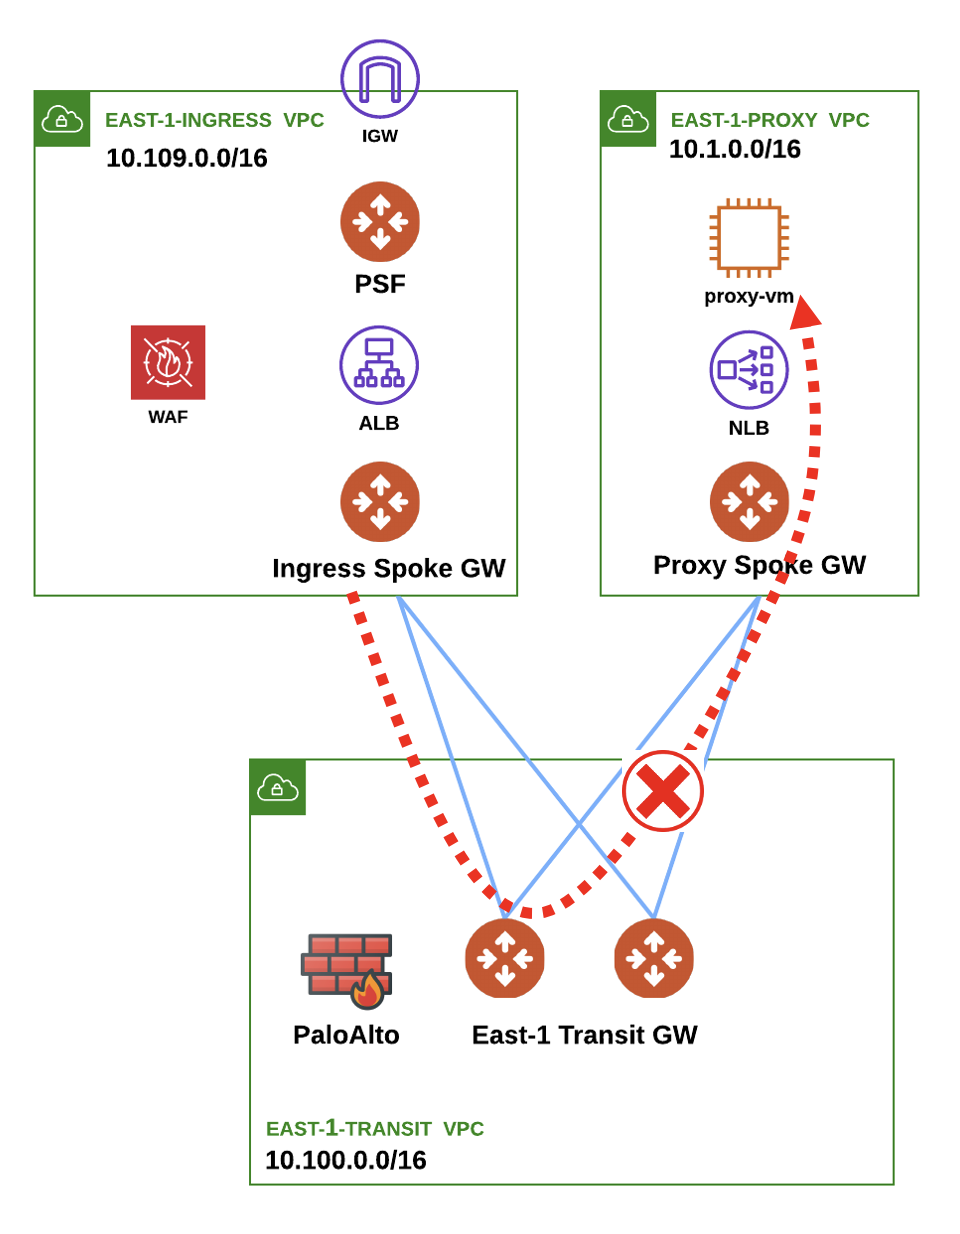 IGW
EAST-1-INGRESS VPC
10.109.0.0/16
PSF
WAF
ALB
Ingress Spoke GW
EAST-1-PROXY VPC
10.1.0.0/16
proxy-vm
NLB
Proxy Spoke GW
PaloAlto
East-1 Transit GW
EAST-1-TRANSIT VPC
10.100.0.0/16